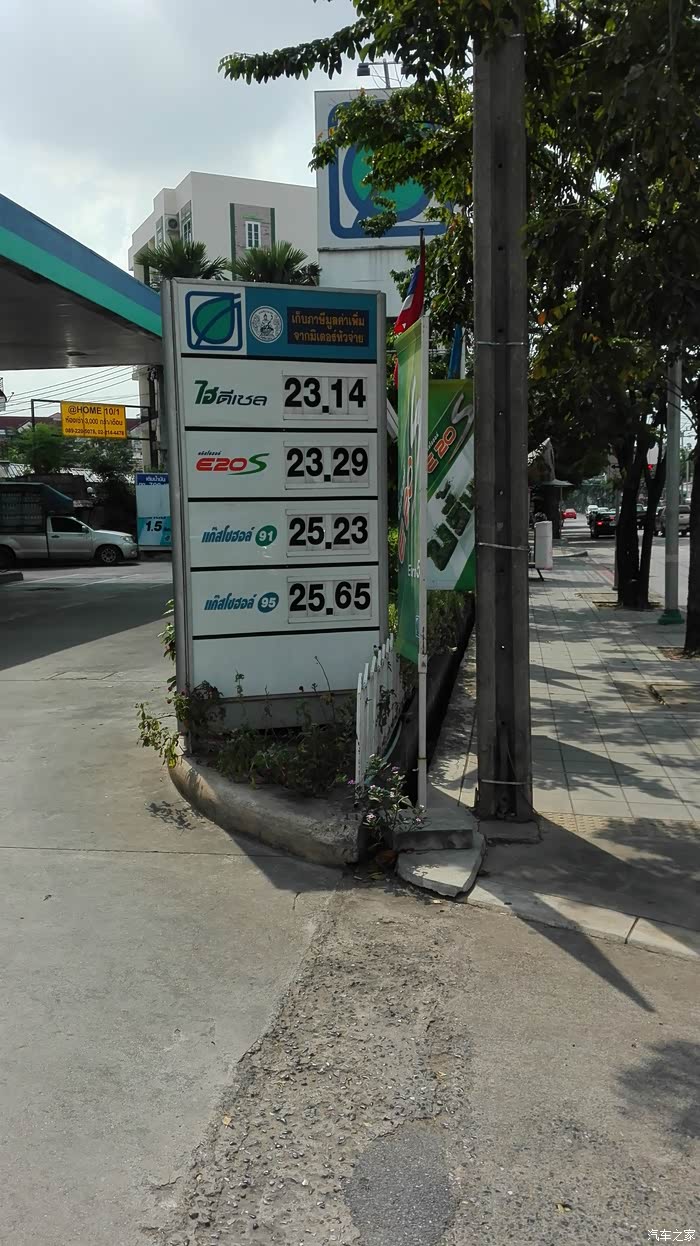 เก็บภาษีมูลค่าเพิ่ม
จากมิเตอร์หัวจ่าย
ไฮดีเซล 23.14
E20S 23.29
แก๊สโซฮอล์ 91 25.23
แก๊สโซฮอล์ 95 25.65
@HOME 10/1
E20S
1.5
汽车之家